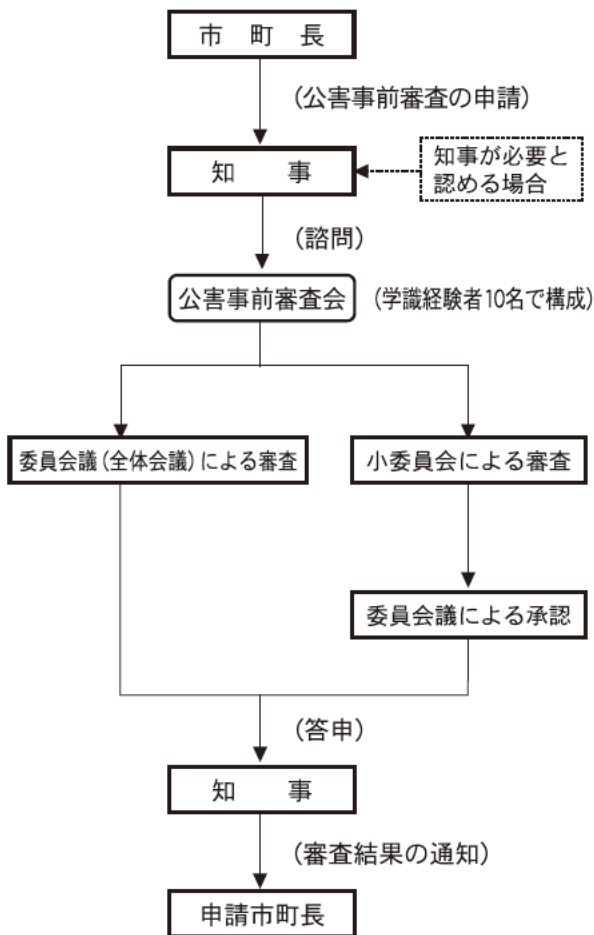 市　町　長
(公害事前審査の申請)
知　　事
知事が必要と
認める場合
(諮問)
公害事前審査会
(学識経験者10名で構成)
委員会議(全体会議)による審査
小委員会による審査
委員会議による承認
(答申)
知　　事
(審査結果の通知)
申請市町長